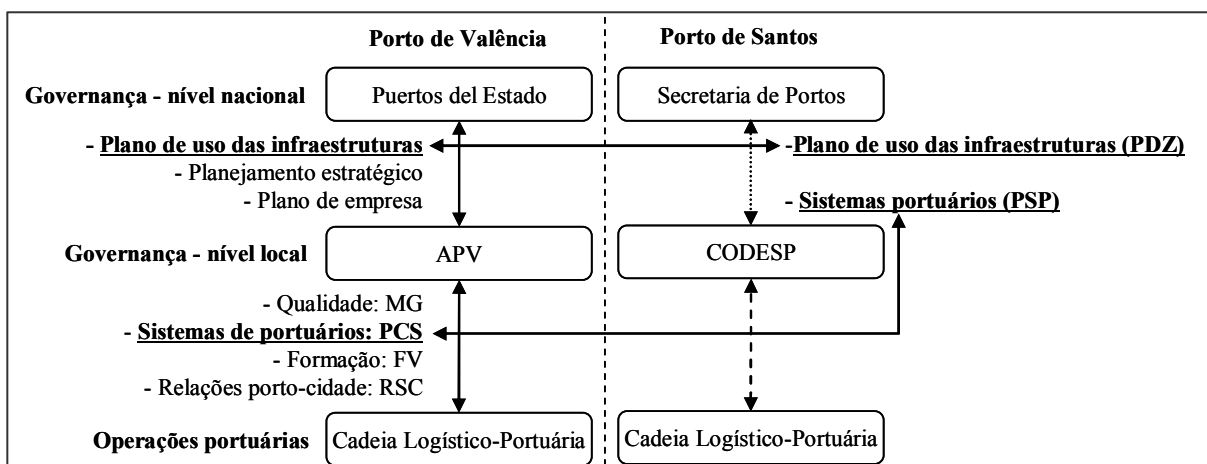 Porto de Valência Porto de Santos
Governança - nível nacional Puertos del Estado Secretaria de Portos
- Plano de uso das infraestruturas -Plano de uso das infraestruturas (PDZ)
- Planejamento estratégico
- Plano de empresa - Sistemas portuários (PSP)
Governança - nível local APV CODESP
- Qualidade: MG
- Sistemas de portuários: PCS
- Formação: FV
- Relações porto-cidade: RSC
Operações portuárias Cadeia Logístico-Portuária Cadeia Logístico-Portuária